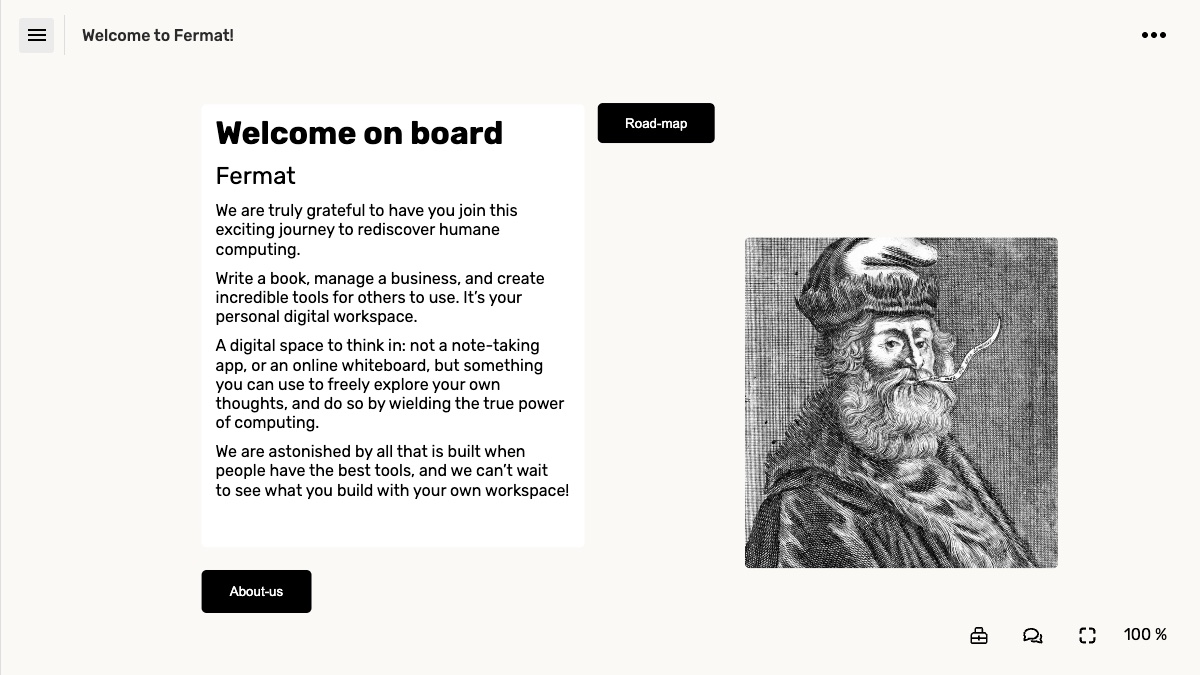 Welcome to Fermat!
Welcome on board
Road-map
Fermat
We are truly grateful to have you join this
exciting journey to rediscover humane
computing.
Write a book, manage a business, and create
incredible tools for others to use. It’s your
personal digital workspace.
A digital space to think in: not a note-taking
app, or an online whiteboard, but something
you can use to freely explore your own
thoughts, and do so by wielding the true power
of computing.
We are astonished by all that is built when
people have the best tools, and we can’t wait
to see what you build with your own workspace!
About-us
100 %